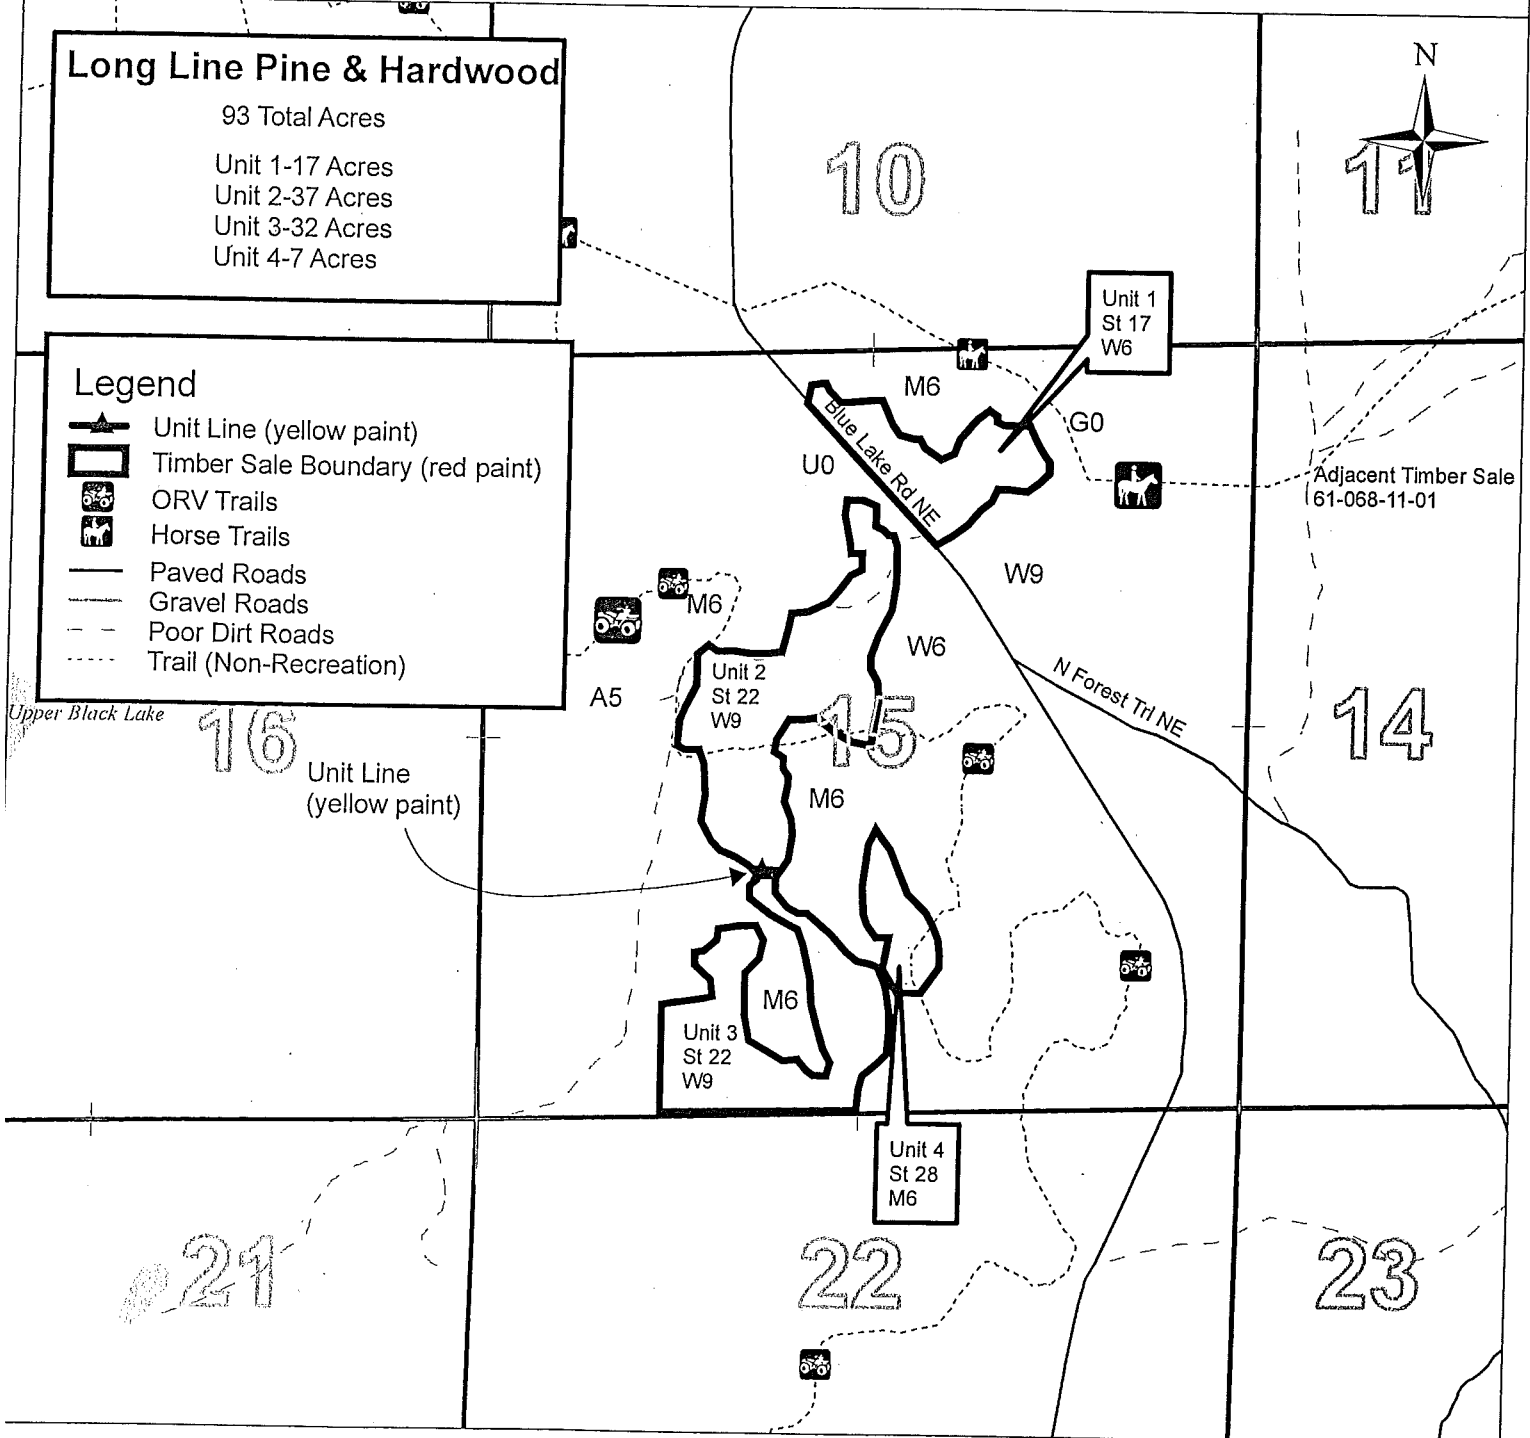 Long Line Pine & Hardwood
93 Total Acres
Unit 1-17 Acres
Unit 2-37 Acres
Unit 3-32 Acres
Unit 4-7 Acres
N
10
11
Unit 1
St 17
W6
Legend
Unit Line (yellow paint)
Timber Sale Boundary (red paint)
ORV Trails
Horse Trails
Paved Roads
Gravel Roads
Poor Dirt Roads
Trail (Non-Recreation)
M6
G0
Blue Lake Rd NE
U0
Adjacent Timber Sale
61-068-11-01
W9
M6
W6
N Forest Trl NE
Unit 2
St 22
W9
A5
Upper Black Lake
16
15
14
Unit Line
(yellow paint)
M6
M6
Unit 3
St 22
W9
Unit 4
St 28
M6
21
22
23